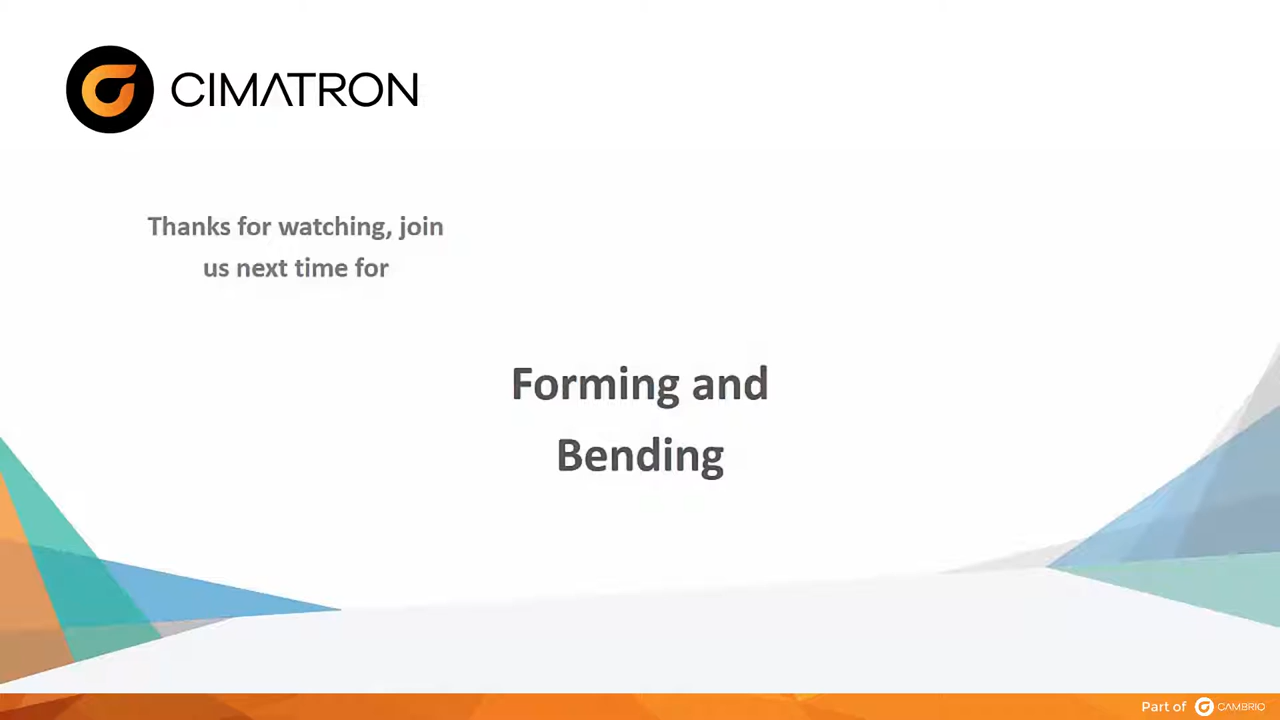 CIMATRON
Thanks for watching, join
us next time for
Forming and
Bending
Part of CAMBRIO